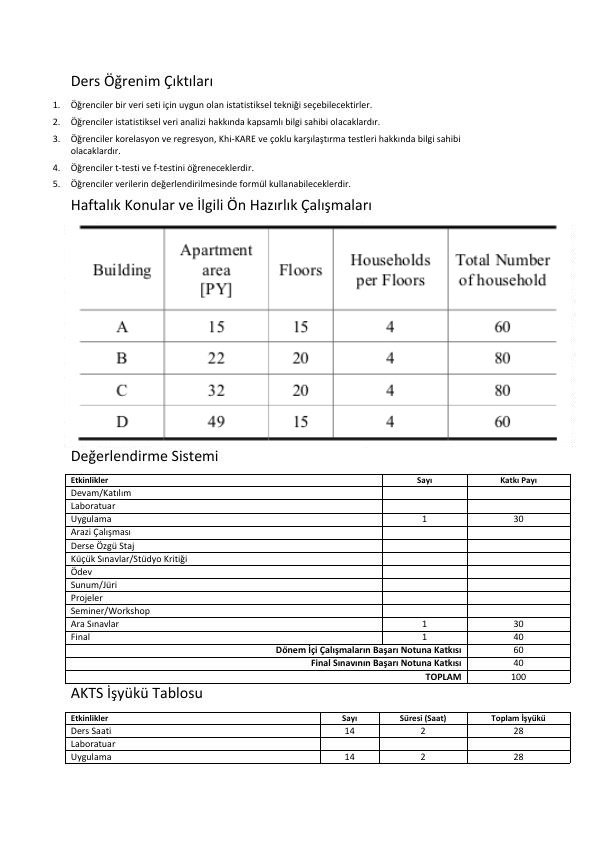 Ders Öğrenim Çıktıları
1. Öğrenciler bir veri seti için uygun olan istatistiksel tekniği seçebilecektirler.
2. Öğrenciler istatistiksel veri analizi hakkında kapsamlı bilgi sahibi olacaklardır.
3. Öğrenciler korelasyon ve regresyon, Khi-KARE ve çoklu karşılaştırma testleri hakkında bilgi sahibi
olacaklardır.
4. Öğrenciler t-testi ve f-testini öğreneceklerdir.
5. Öğrenciler verilerin değerlendirilmesinde formül kullanabileceklerdir.
Haftalık Konular ve İlgili Ön Hazırlık Çalışmaları
Building Apartment area [PY] Floors Households per Floors Total Number of household
A 15 15 4 60
B 22 20 4 80
C 32 20 4 80
D 49 15 4 60
Değerlendirme Sistemi
Etkinlikler Sayı Katkı Payı
Devam/Katılım
Laboratuar
Uygulama 1 30
Arazi Çalışması
Derse Özgü Staj
Küçük Sınavlar/Stüdyo Kritiği
Ödev
Sunum/Jüri
Projeler
Seminer/Workshop
Ara Sınavlar 1 30
Final 1 40
Dönem İçi Çalışmaların Başarı Notuna Katkısı 60
Final Sınavının Başarı Notuna Katkısı 40
TOPLAM 100
AKTS İşyükü Tablosu
Etkinlikler Sayı Süresi (Saat) Toplam İşyükü
Ders Saati 14 2 28
Laboratuar
Uygulama 14 2 28